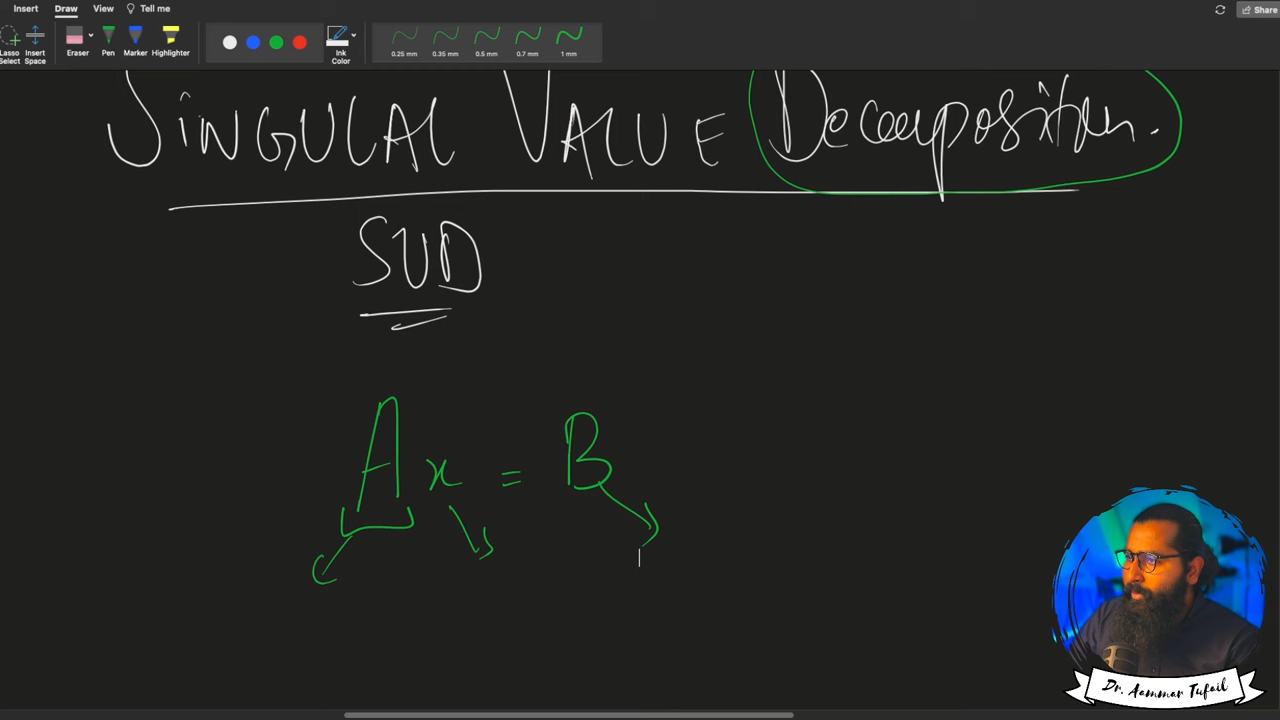 Insert Draw View Tell me Share
Lasso Select Insert Space Eraser Pen Marker Highlighter Ink Color 0.25 mm 0.35 mm 0.5 mm 0.7 mm 1 mm
SINGULAR VALUE Decomposition.
SVD
Ax = B
Dr. Aammar Tufail